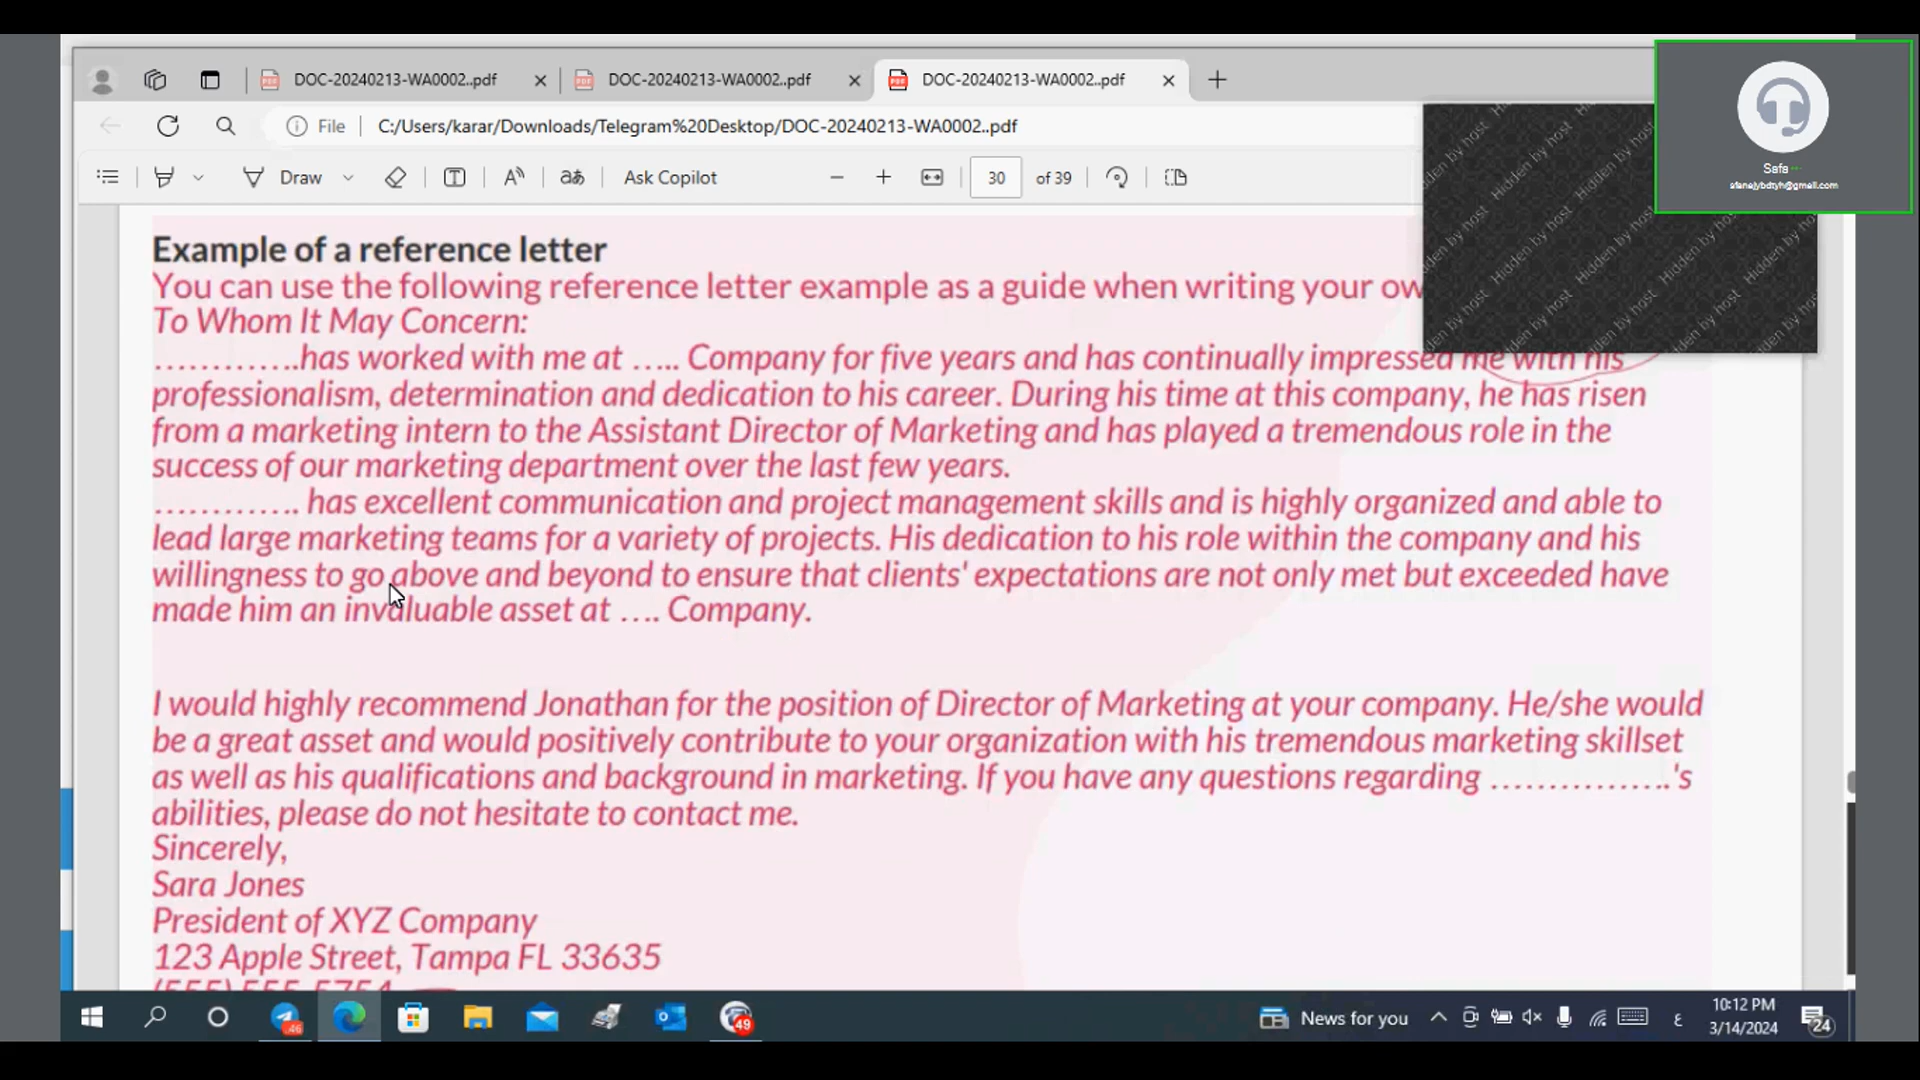 DOC-20240213-WA0002..pdf
DOC-20240213-WA0002..pdf
DOC-20240213-WA0002..pdf
File
C:/Users/karar/Downloads/Telegram%20Desktop/DOC-20240213-WA0002..pdf
Draw
Ask Copilot
30 of 39
Safa
Hidden by host
Example of a reference letter
You can use the following reference letter example as a guide when writing your
To Whom It May Concern:
…………..has worked with me at ….. Company for five years and has continually impressed me with his
professionalism, determination and dedication to his career. During his time at this company, he has risen
from a marketing intern to the Assistant Director of Marketing and has played a tremendous role in the
success of our marketing department over the last few years.
…………. has excellent communication and project management skills and is highly organized and able to
lead large marketing teams for a variety of projects. His dedication to his role within the company and his
willingness to go above and beyond to ensure that clients' expectations are not only met but exceeded have
made him an invaluable asset at …. Company.
I would highly recommend Jonathan for the position of Director of Marketing at your company. He/she would
be a great asset and would positively contribute to your organization with his tremendous marketing skillset
as well as his qualifications and background in marketing. If you have any questions regarding ……………..'s
abilities, please do not hesitate to contact me.
Sincerely,
Sara Jones
President of XYZ Company
123 Apple Street, Tampa FL 33635
(555) 555-5754
46
49
News for you
ع
10:12 PM
3/14/2024
24